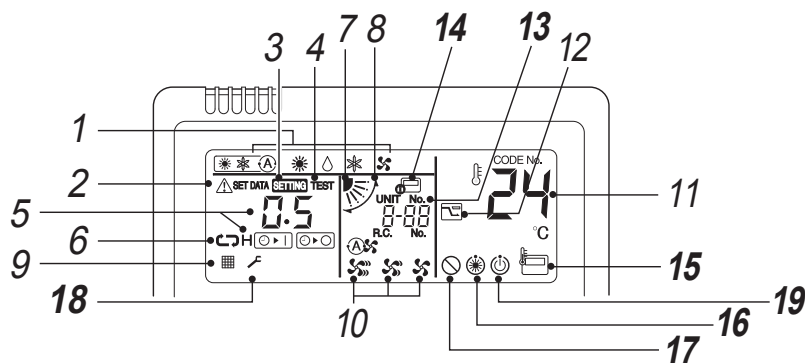 3 4 7 8 14 13 12
1
CODE No.
A
2 SET DATA SETTING TEST
UNIT No.
24 11
5 0.5
8-88
R.C. No.
°C
6 H
A
9
15
18 10 17 16 19